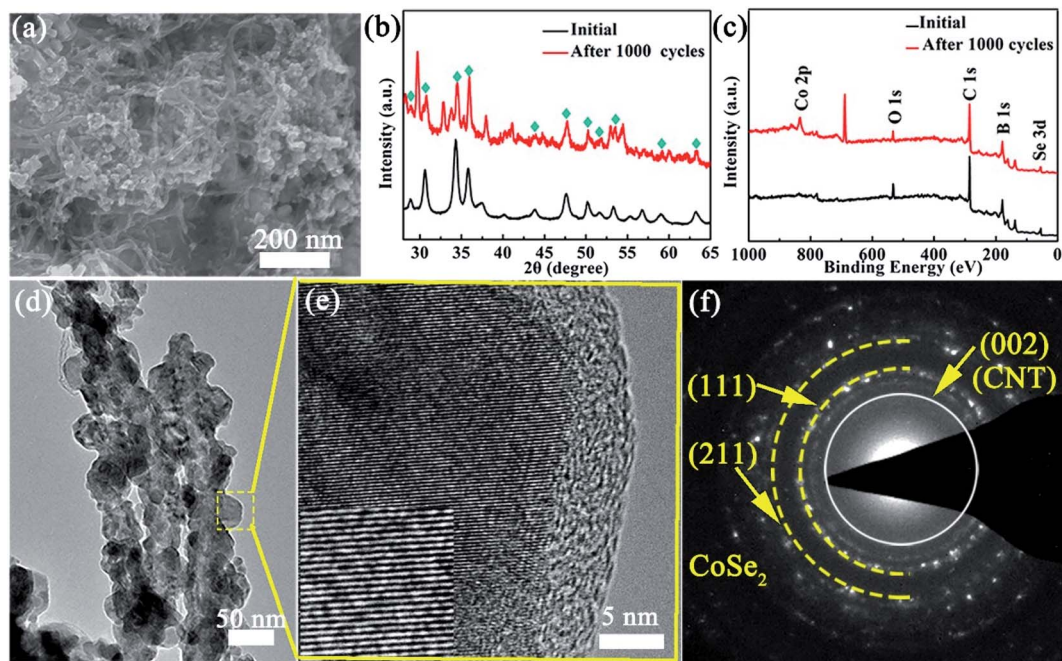 (a)
200 nm
(b)
Initial
After 1000 cycles
Intensity (a.u.)
30 35 40 45 50 55 60 65
2θ (degree)
(c)
Initial
After 1000 cycles
Intensity (a.u.)
Co 2p
O 1s
C 1s
B 1s
Se 3d
1000 800 600 400 200 0
Binding Energy (eV)
(d)
50 nm
(e)
5 nm
(f)
(002)
(CNT)
(111)
(211)
CoSe₂